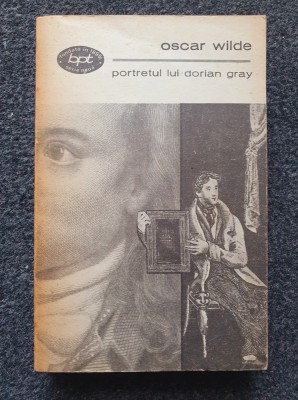 oscar wilde
bpt
portretul lui dorian gray